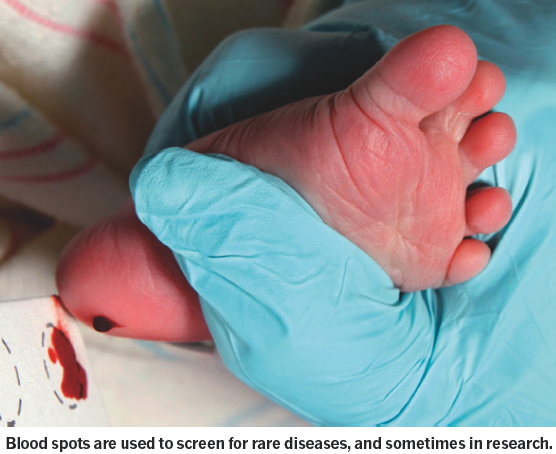 Blood spots are used to screen for rare diseases, and sometimes in research.